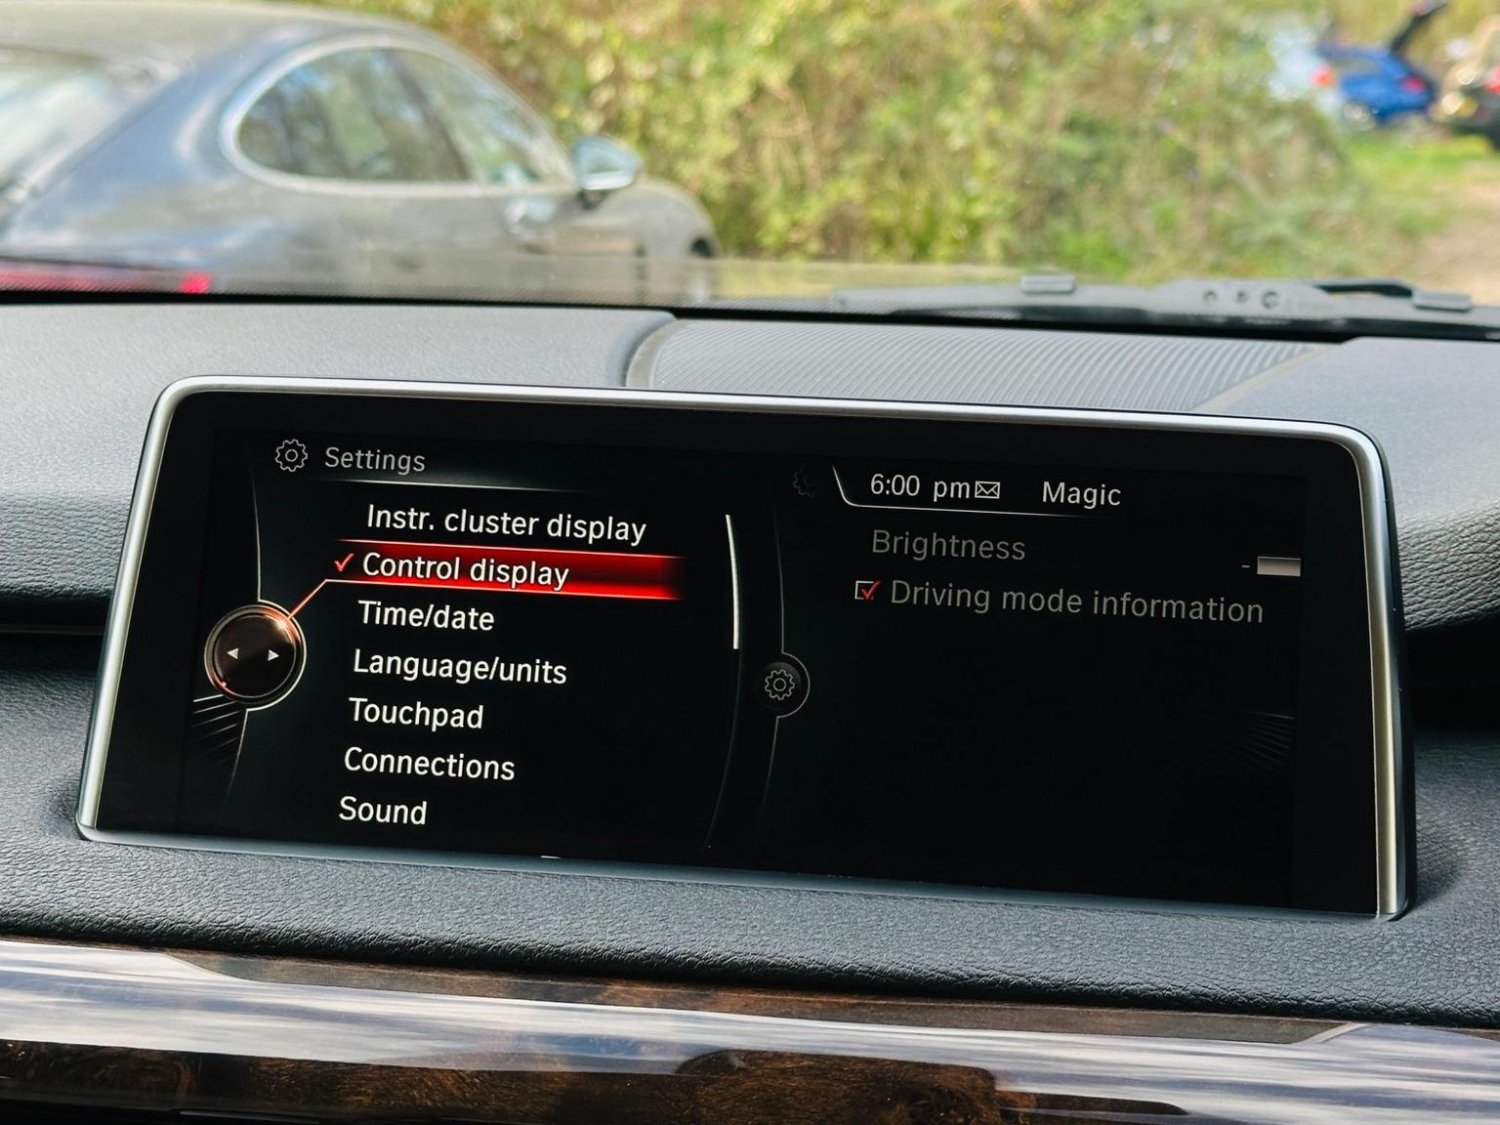 Settings
Instr. cluster display
Control display
Time/date
Language/units
Touchpad
Connections
Sound
6:00 pm Magic
Brightness
Driving mode information